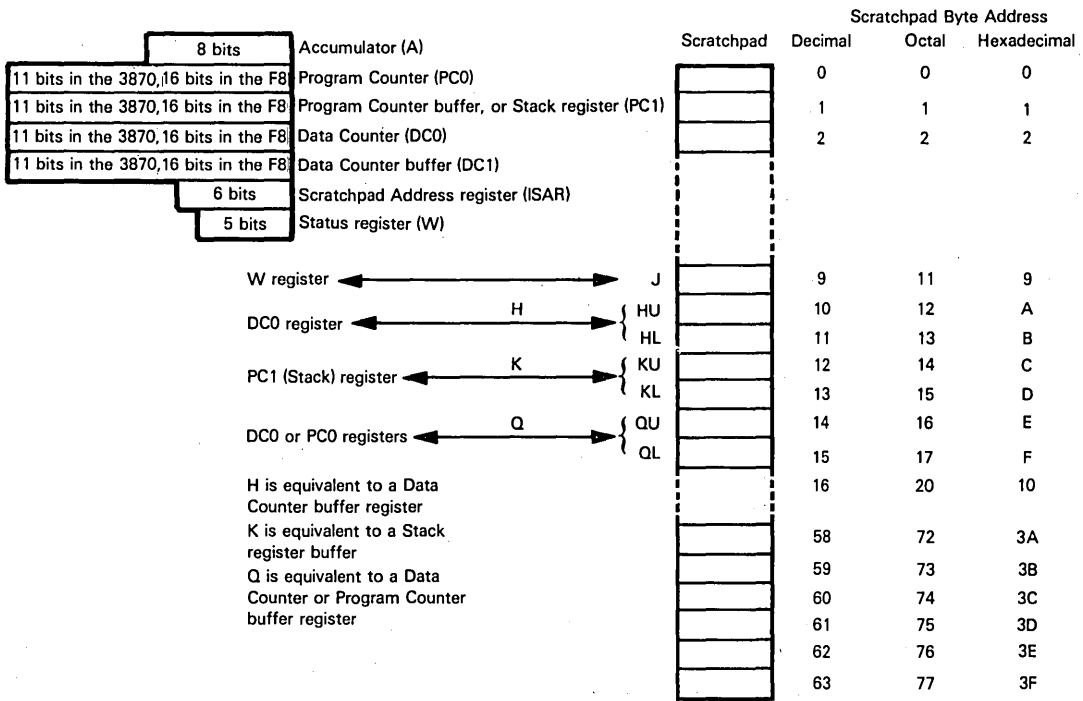 Scratchpad Byte Address
Scratchpad Decimal Octal Hexadecimal
8 bits Accumulator (A)
11 bits in the 3870, 16 bits in the F8 Program Counter (PC0)
11 bits in the 3870, 16 bits in the F8 Program Counter buffer, or Stack register (PC1)
11 bits in the 3870, 16 bits in the F8 Data Counter (DC0)
11 bits in the 3870, 16 bits in the F8 Data Counter buffer (DC1)
6 bits Scratchpad Address register (ISAR)
5 bits Status register (W)
0 0 0
1 1 1
2 2 2
W register J 9 11 9
DC0 register H HU 10 12 A
HL 11 13 B
PC1 (Stack) register K KU 12 14 C
KL 13 15 D
DC0 or PC0 registers Q QU 14 16 E
QL 15 17 F
16 20 10
58 72 3A
59 73 3B
60 74 3C
61 75 3D
62 76 3E
63 77 3F
H is equivalent to a Data
Counter buffer register
K is equivalent to a Stack
register buffer
Q is equivalent to a Data
Counter or Program Counter
buffer register